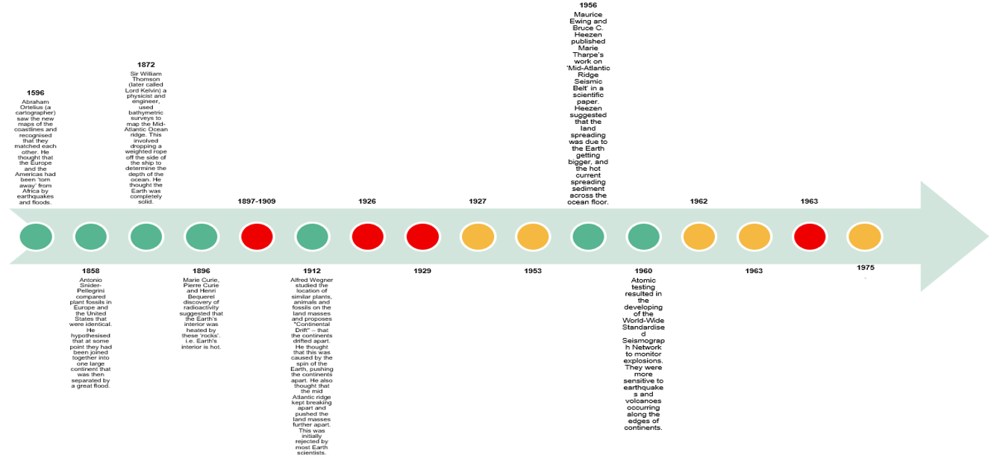 1596
Abraham
Ortelius (a
cartographer)
saw the new
maps of the
coastlines and
recognised
that they
matched each
other. He
thought that
the Europe
and the
Americas had
been 'torn
away' from
Africa by
earthquakes
and floods.
1858
Antonio
Snider-
Pellegrini
compared
plant fossils in
Europe and
the United
States that
were identical.
He
hypothesised
that at some
point they had
been joined
together into
one large
continent that
was then
separated by
a great flood.
1872
Sir William
Thomson
(later called
Lord Kelvin) a
physicist and
engineer,
used
bathymetric
surveys to
map the Mid-
Atlantic Ocean
ridge. This
involved
dropping a
weighted rope
off the side of
the ship to
determine the
depth of the
ocean. He
thought the
Earth was
completely
solid.
1896
Marie Curie,
Pierre Curie
and Henri
Bequerel
discovery of
radioactivity
suggested that
the Earth's
interior was
heated by
these 'rocks'.
i.e. Earth's
interior is hot.
1897-1909
1912
Alfred Wegner
studied the
location of
similar plants,
animals and
fossils on the
land masses
and proposes
"Continental
Drift" – that
the continents
drifted apart.
He thought
that this was
caused by the
spin of the
Earth, pushing
the continents
apart. He also
thought that
the mid
Atlantic ridge
kept breaking
apart and
pushed the
land masses
further apart.
This was
initially
rejected by
most Earth
scientists.
1926
1929
1927
1953
1956
Maurice
Ewing and
Bruce C.
Heezen
published
Marie
Tharpe's
work on
'Mid-Atlantic
Ridge
Seismic
Belt' in a
scientific
paper.
Heezen
suggested
that the
land
spreading
was due to
the Earth
getting
bigger, and
the hot
current
spreading
sediment
across the
ocean floor.
1960
Atomic
testing
resulted in
the
developing
of the
World-Wide
Standardise
d
Seismograp
h Network
to monitor
explosions.
They were
more
sensitive to
earthquake
s and
volcanoes
occurring
along the
edges of
continents.
1962
1963
1963
1975
.